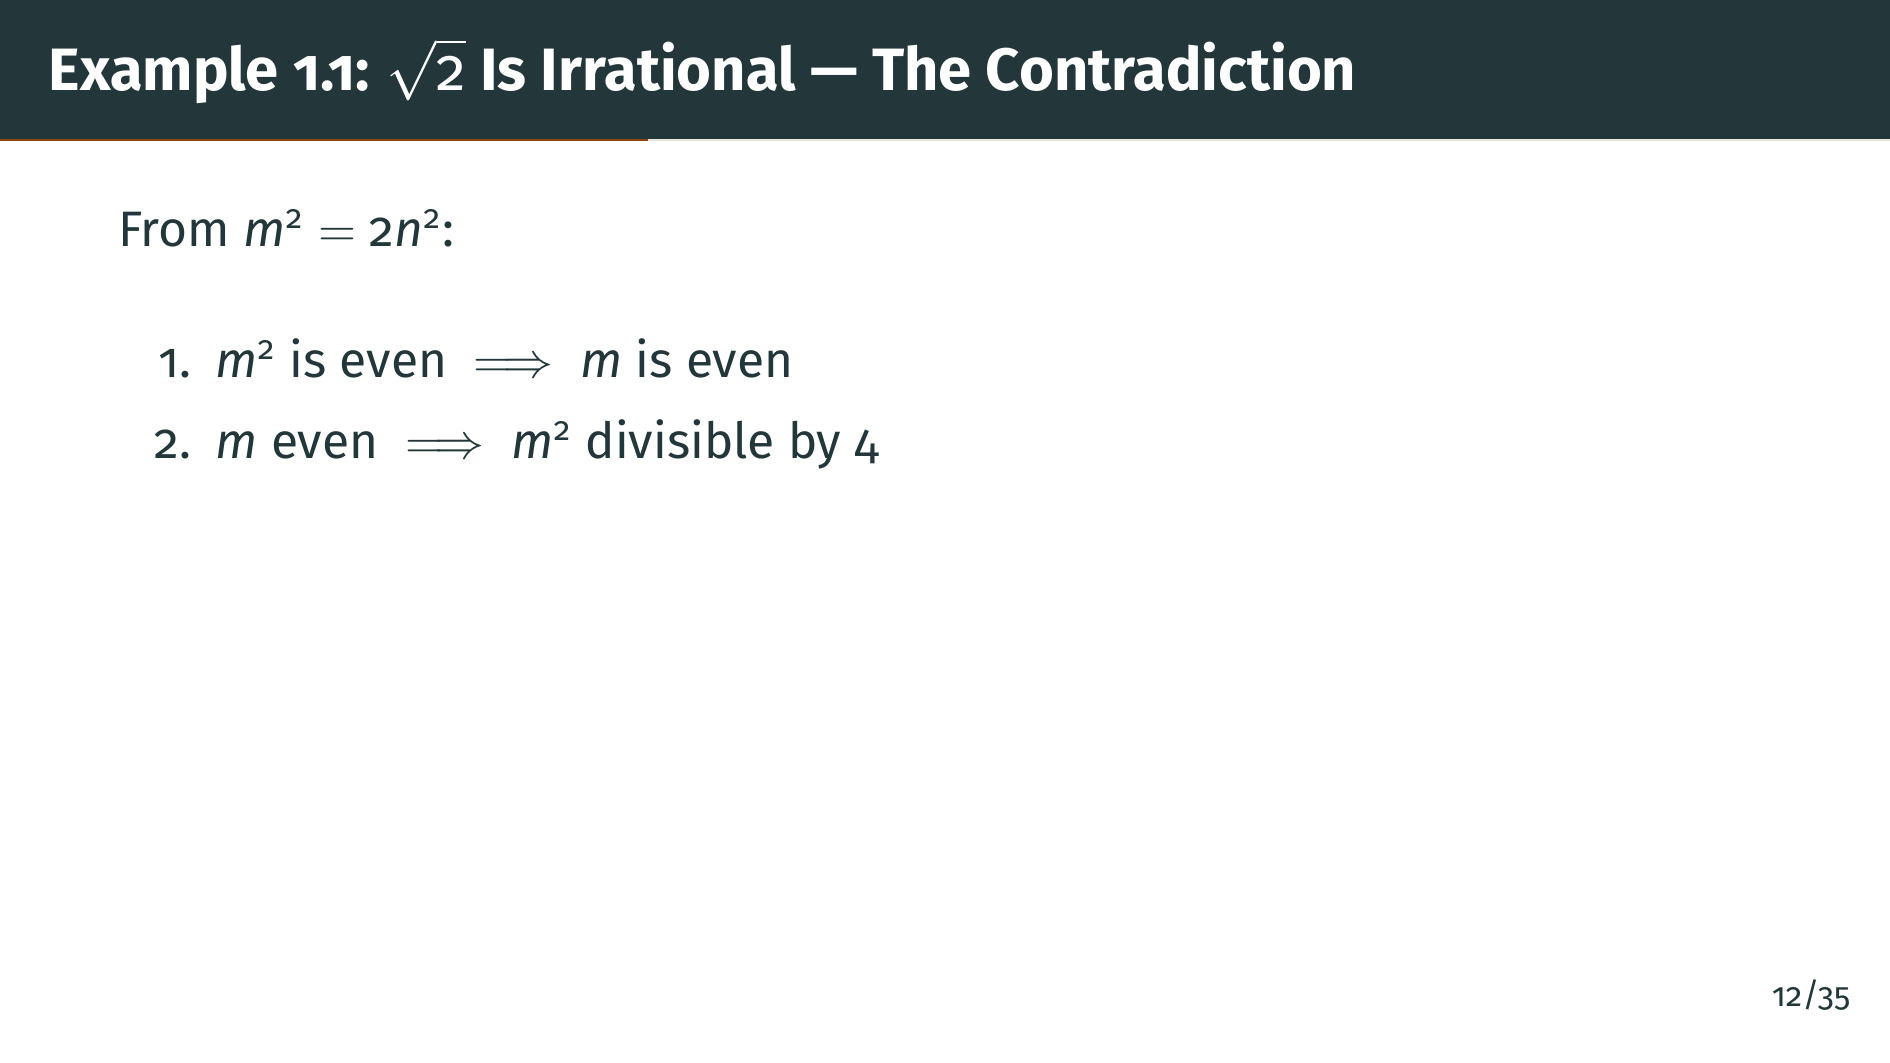 Example 1.1: √2 Is Irrational — The Contradiction
From m² = 2n²:
1. m² is even ⟹ m is even
2. m even ⟹ m² divisible by 4
12/35